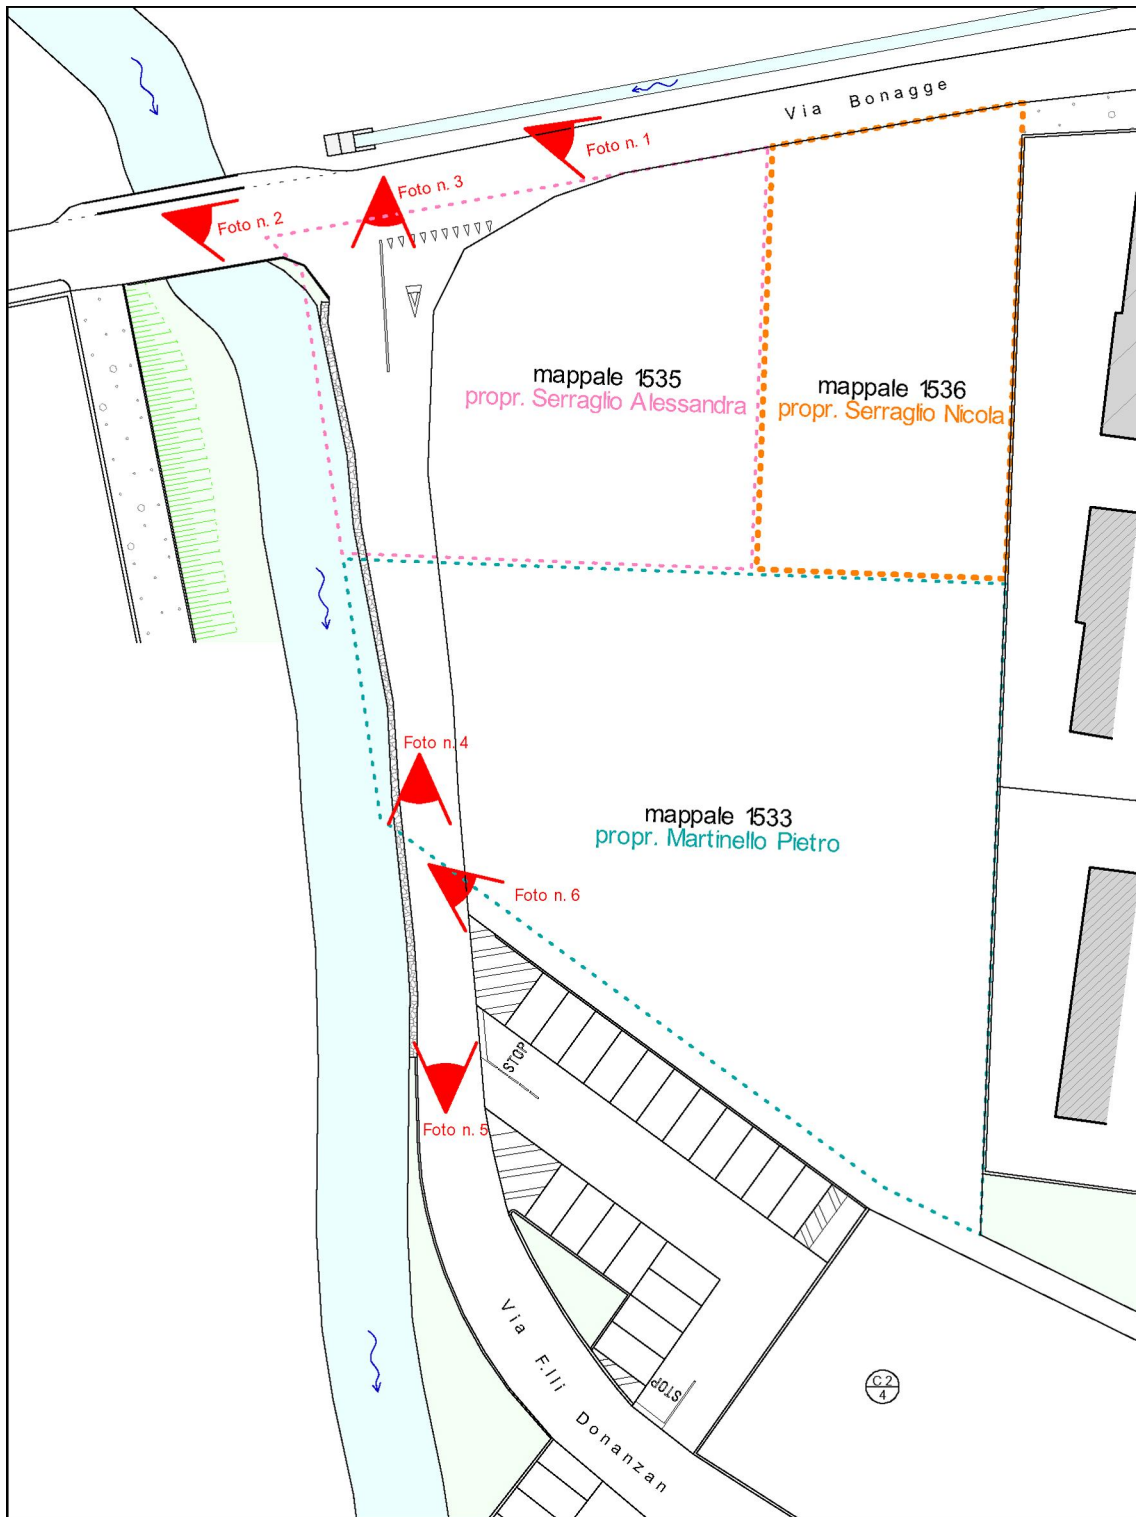 Via Bonagge
Foto n. 1
Foto n. 3
Foto n. 2
mappale 1535
propr. Serraglio Alessandra
mappale 1536
propr. Serraglio Nicola
Foto n. 4
mappale 1533
propr. Martinello Pietro
Foto n. 6
STOP
Foto n. 5
Via F.lli Donanzan
STOP
C 2
4